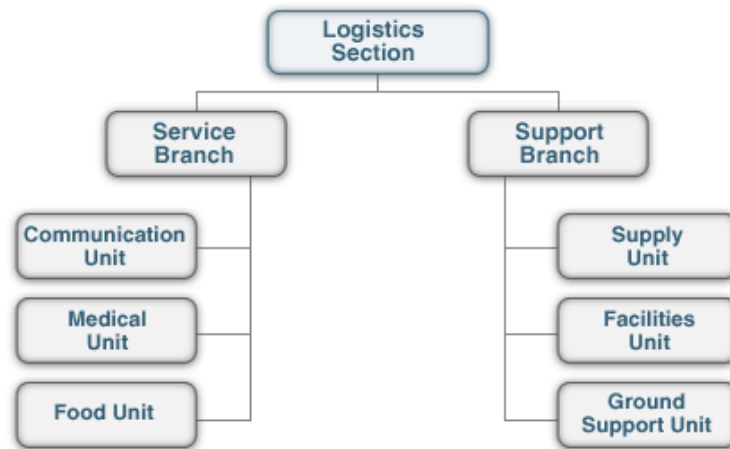 Logistics
Section
Service
Branch
Support
Branch
Communication
Unit
Supply
Unit
Medical
Unit
Facilities
Unit
Food Unit
Ground
Support Unit